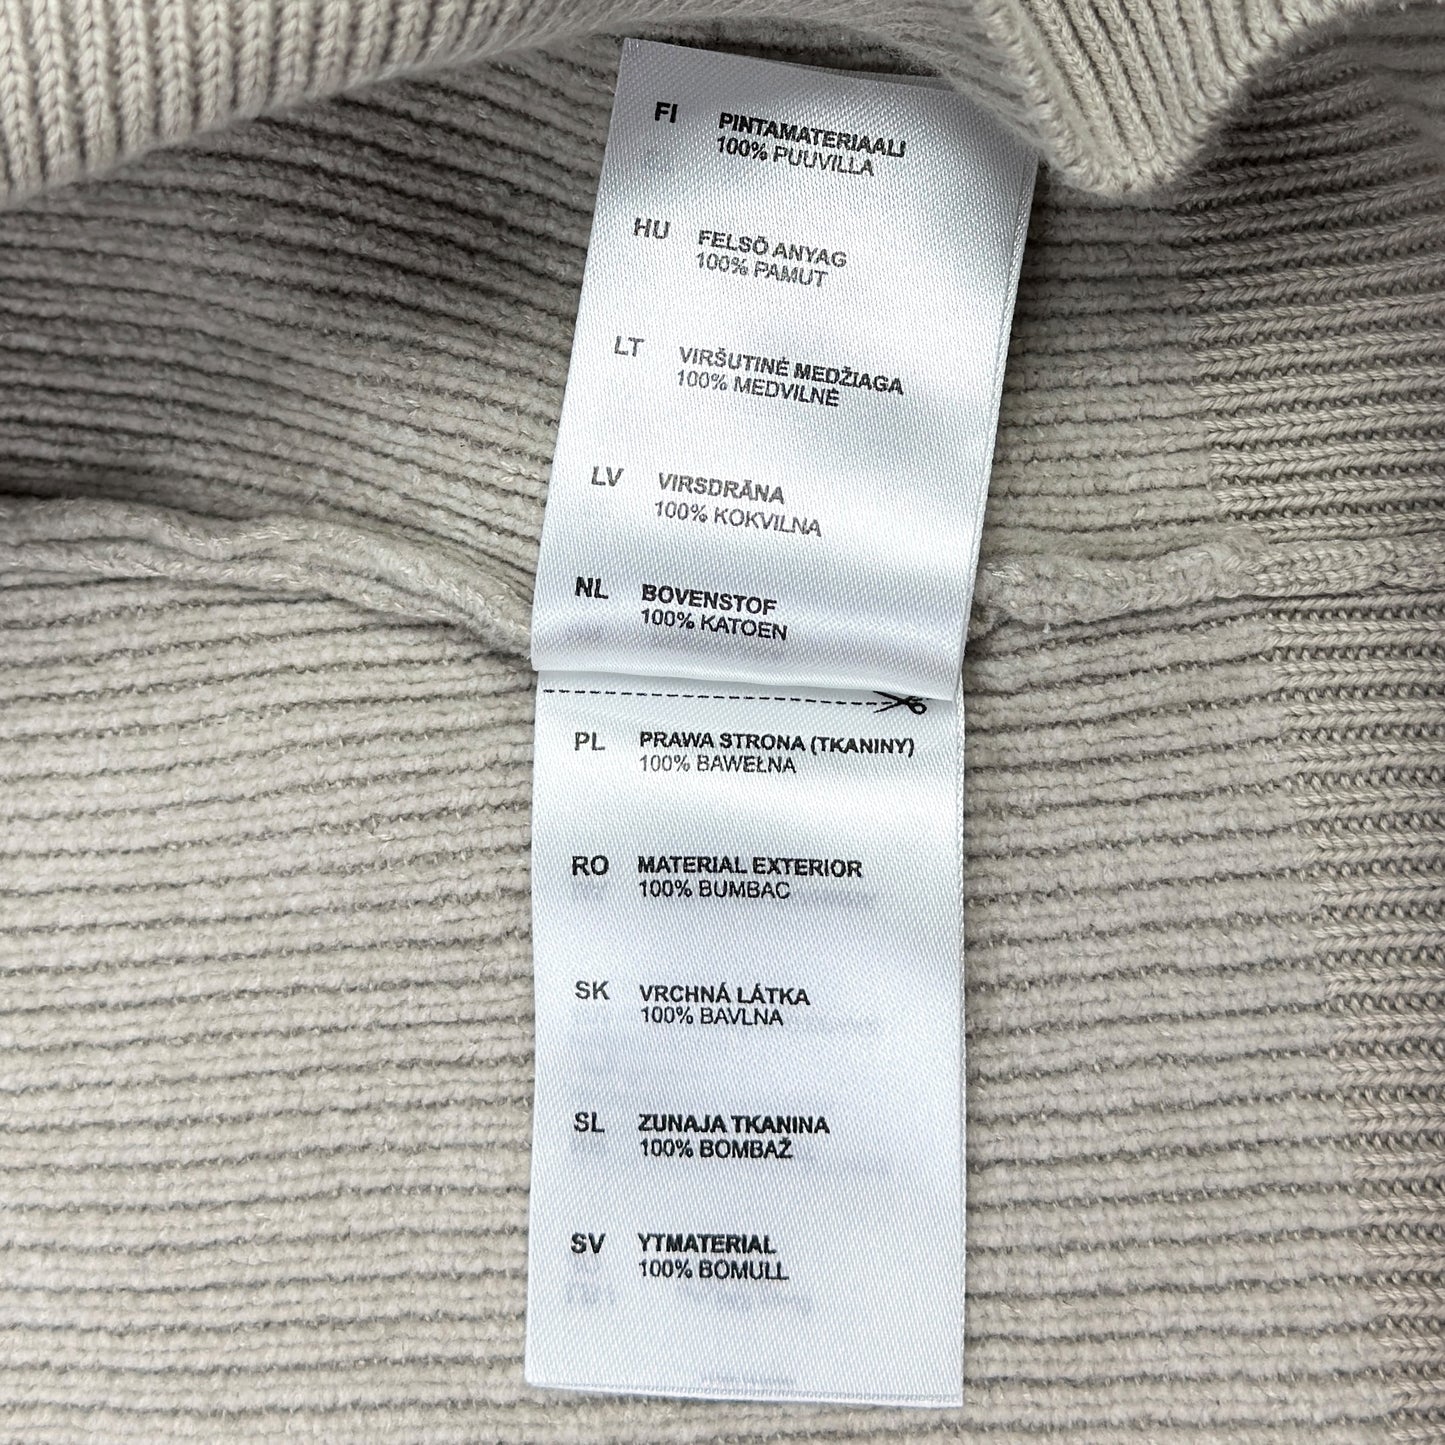 FI PINTAMATERIAALI
100% PUUVILLA
HU FELSŐ ANYAG
100% PAMUT
LT VIRŠUTINĖ MEDŽIAGA
100% MEDVILNĖ
LV VIRSDRĀNA
100% KOKVILNA
NL BOVENSTOF
100% KATOEN
PL PRAWA STRONA (TKANINY)
100% BAWEŁNA
RO MATERIAL EXTERIOR
100% BUMBAC
SK VRCHNÁ LÁTKA
100% BAVLNA
SL ZUNAJA TKANINA
100% BOMBAŽ
SV YTMATERIAL
100% BOMULL